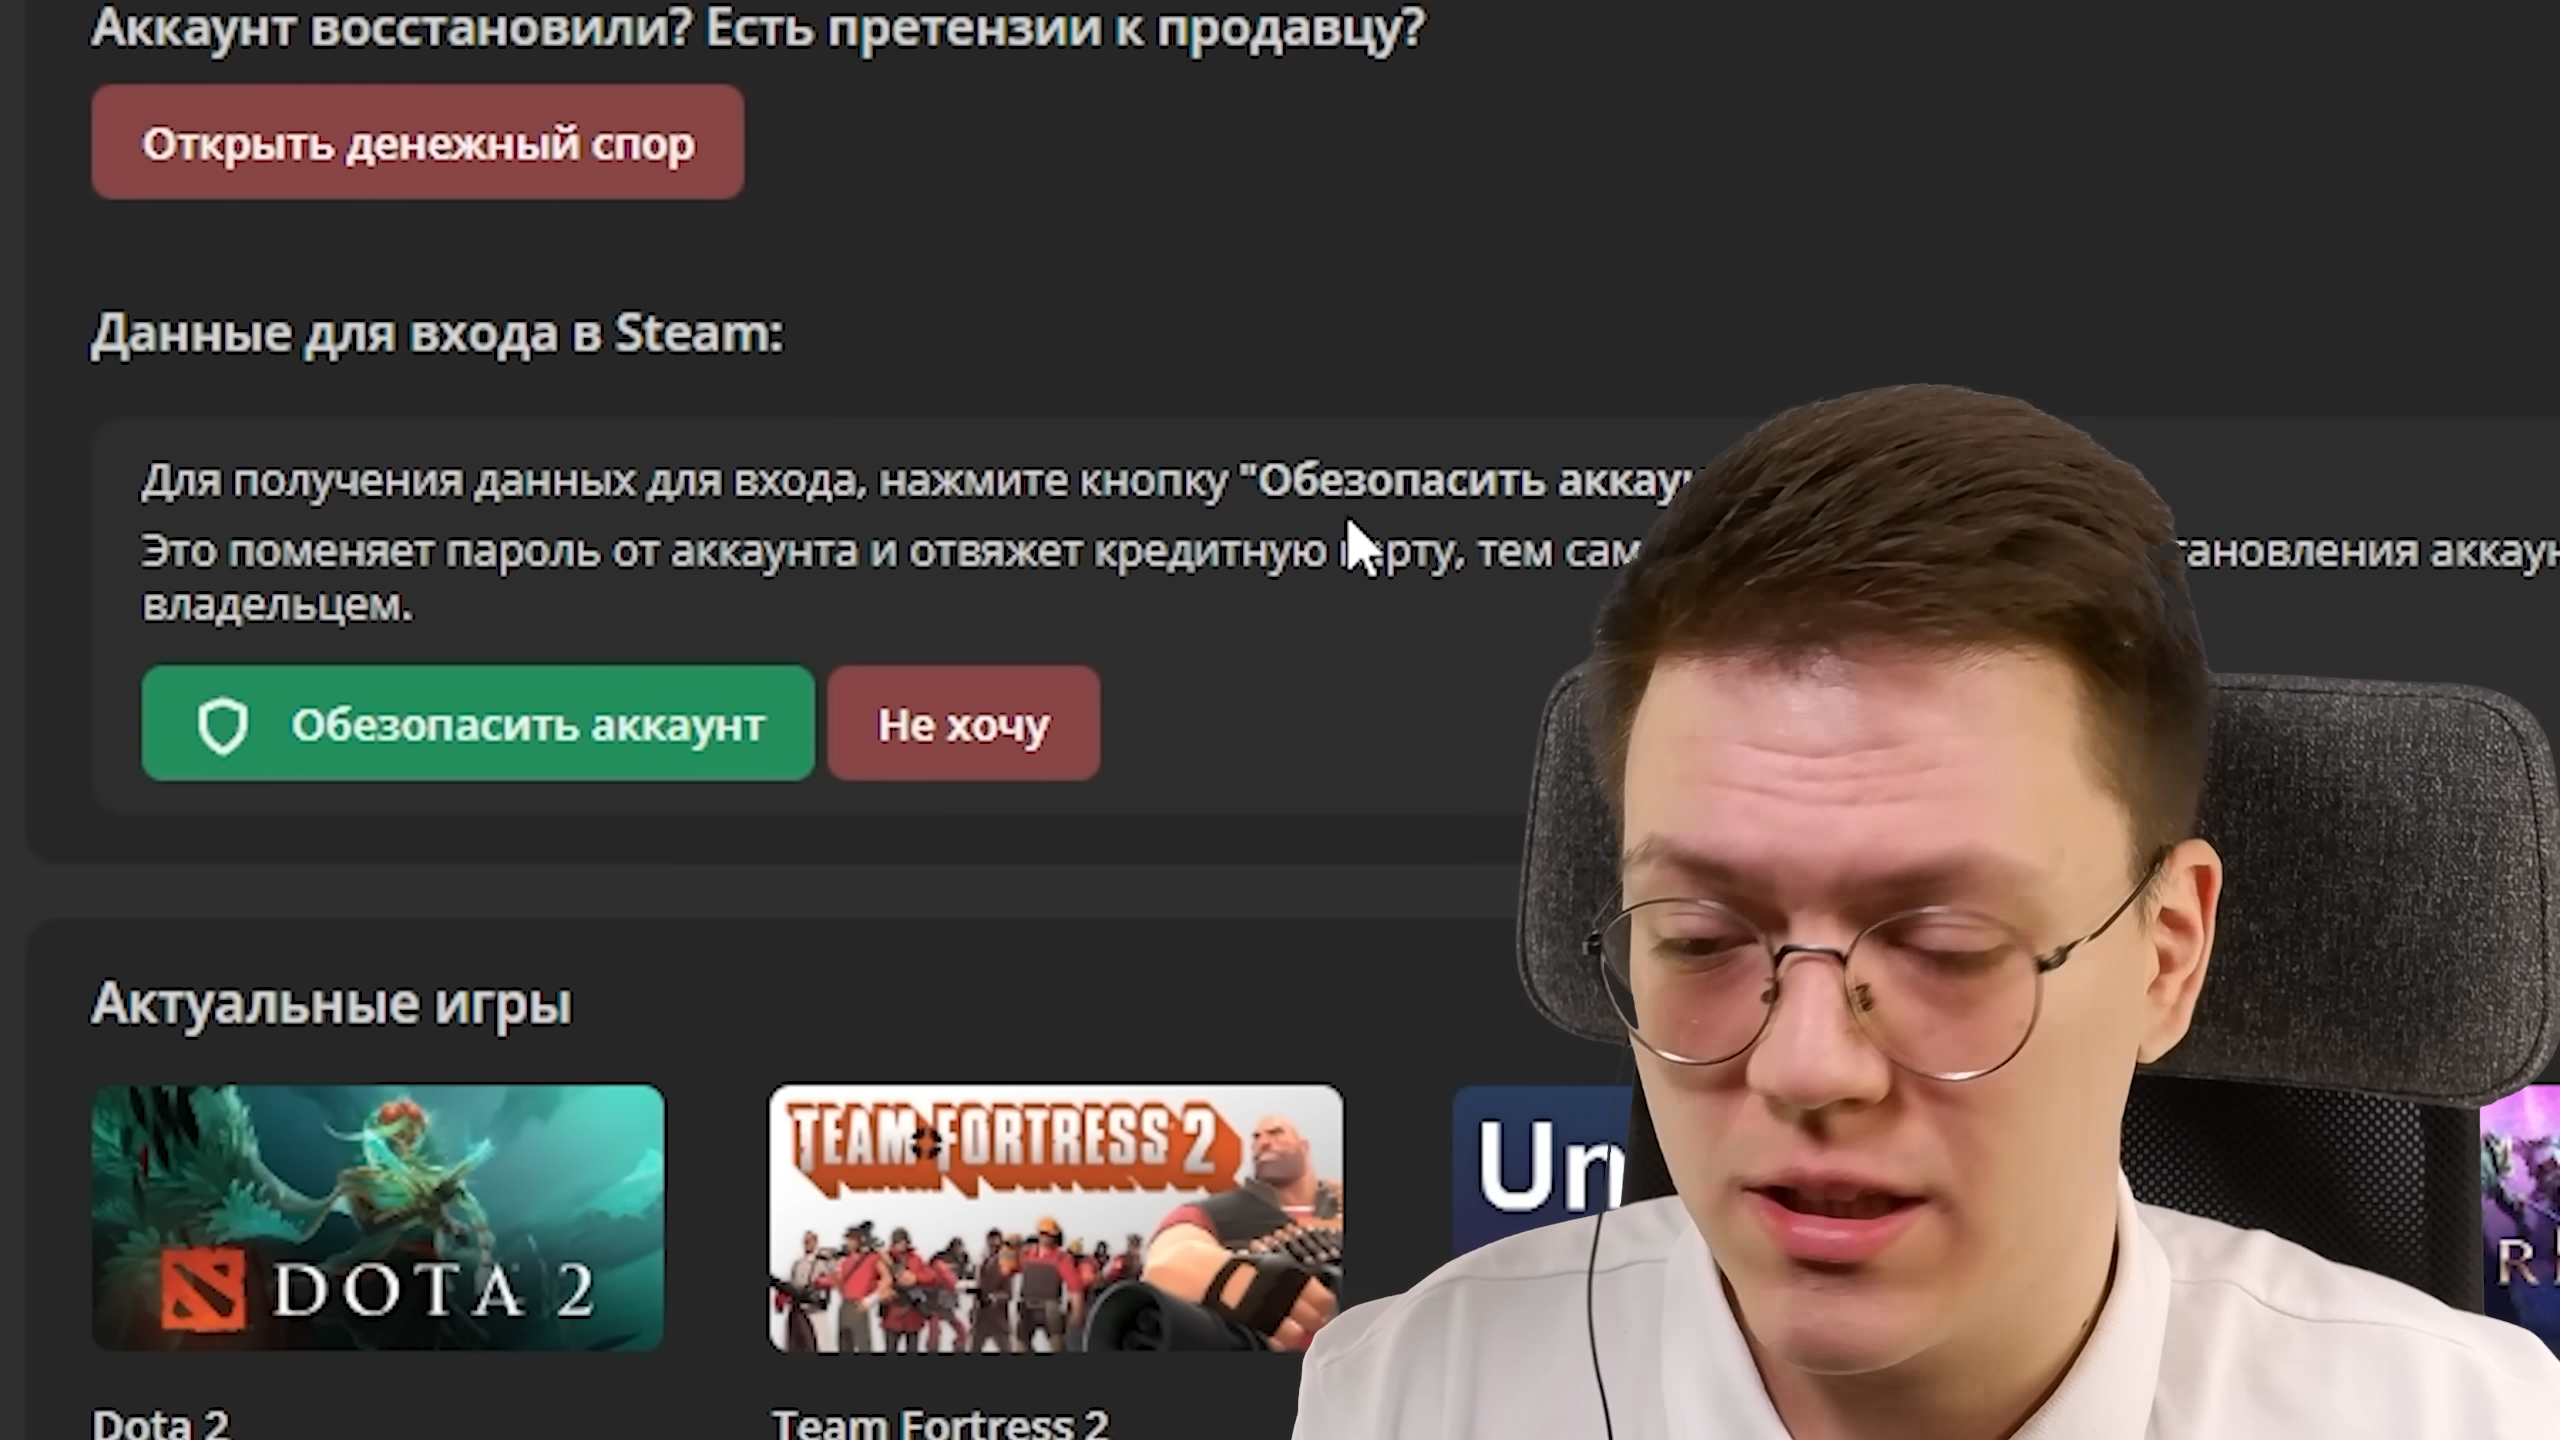 Аккаунт восстановили? Есть претензии к продавцу?
Открыть денежный спор
Данные для входа в Steam:
Для получения данных для входа, нажмите кнопку "Обезопасить
Это поменяет пароль от аккаунта и отвяжет кредитную карту, тем
владельцем.
Обезопасить аккаунт
Не хочу
Актуальные игры
TEAM FORTRESS 2
DOTA 2
Dota 2
Team Fortress 2